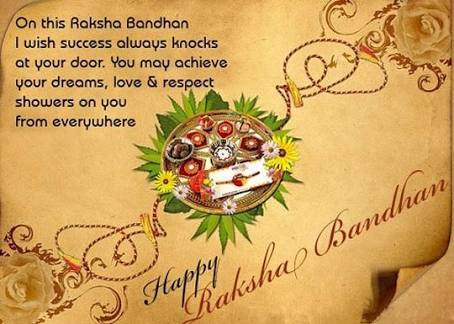 On this Raksha Bandhan
I wish success always knocks
at your door. You may achieve
your dreams, love & respect
showers on you
from everywhere
Happy
Raksha Bandhan